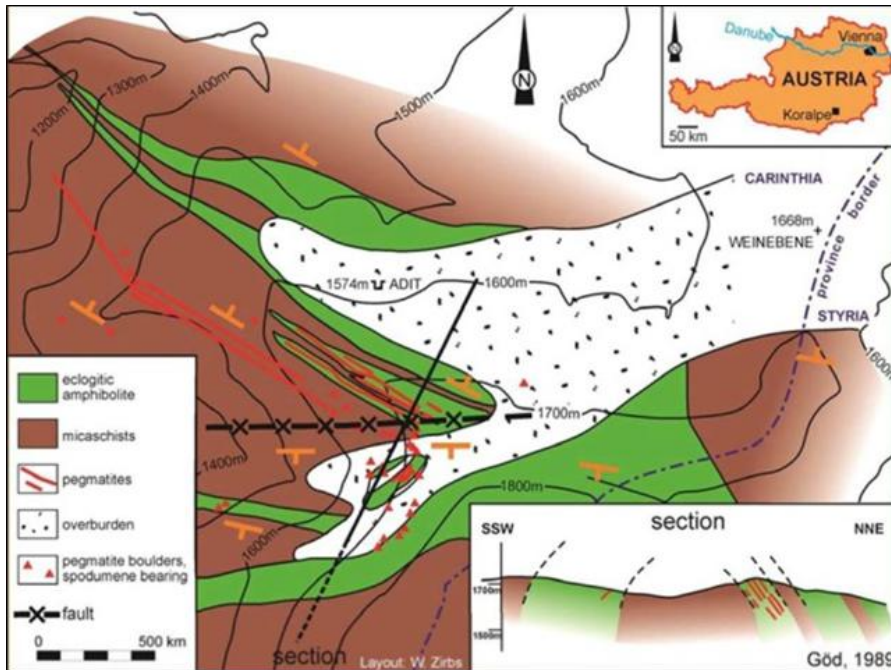 1200m
1300m
1400m
1500m
1600m
N
Danube
Vienna
AUSTRIA
Koralpe
50 km
CARINTHIA
1668m
WEINEBENE
province border
STYRIA
1600m
1574m ADIT
1600m
1700m
1800m
1400m
1600m
eclogitic
amphibolite
micaschists
pegmatites
overburden
pegmatite boulders,
spodumene bearing
fault
0 500 km
section
Layout: W. Zirbs
section
SSW NNE
1700m
1500m
Göd, 1989